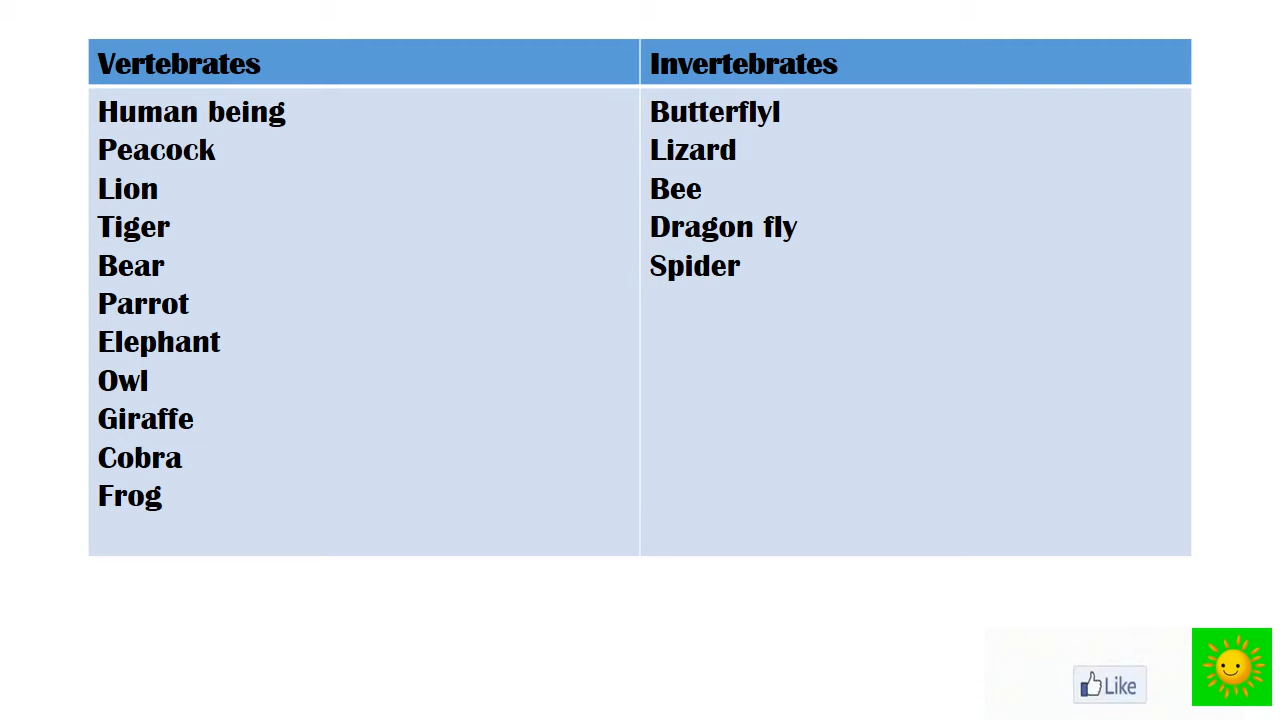 Vertebrates
Invertebrates
Human being
Peacock
Lion
Tiger
Bear
Parrot
Elephant
Owl
Giraffe
Cobra
Frog
Butterflyl
Lizard
Bee
Dragon fly
Spider
Like